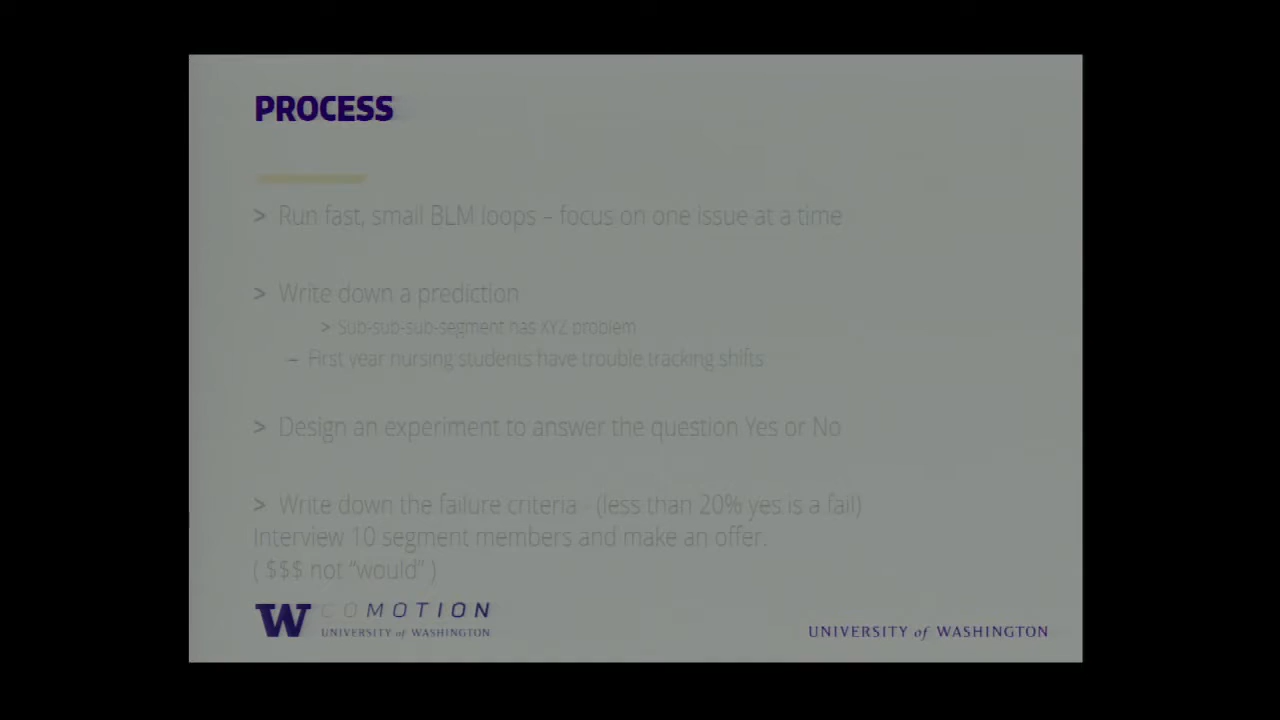 PROCESS
> Run fast, small BLM loops – focus on one issue at a time
> Write down a prediction
> Sub-sub-sub-segment has XYZ problem
– First year nursing students have trouble tracking shifts
> Design an experiment to answer the question Yes or No
> Write down the failure criteria - (less than 20% yes is a fail)
Interview 10 segment members and make an offer.
( $$$ not “would” )
W COMOTION
UNIVERSITY of WASHINGTON
UNIVERSITY of WASHINGTON